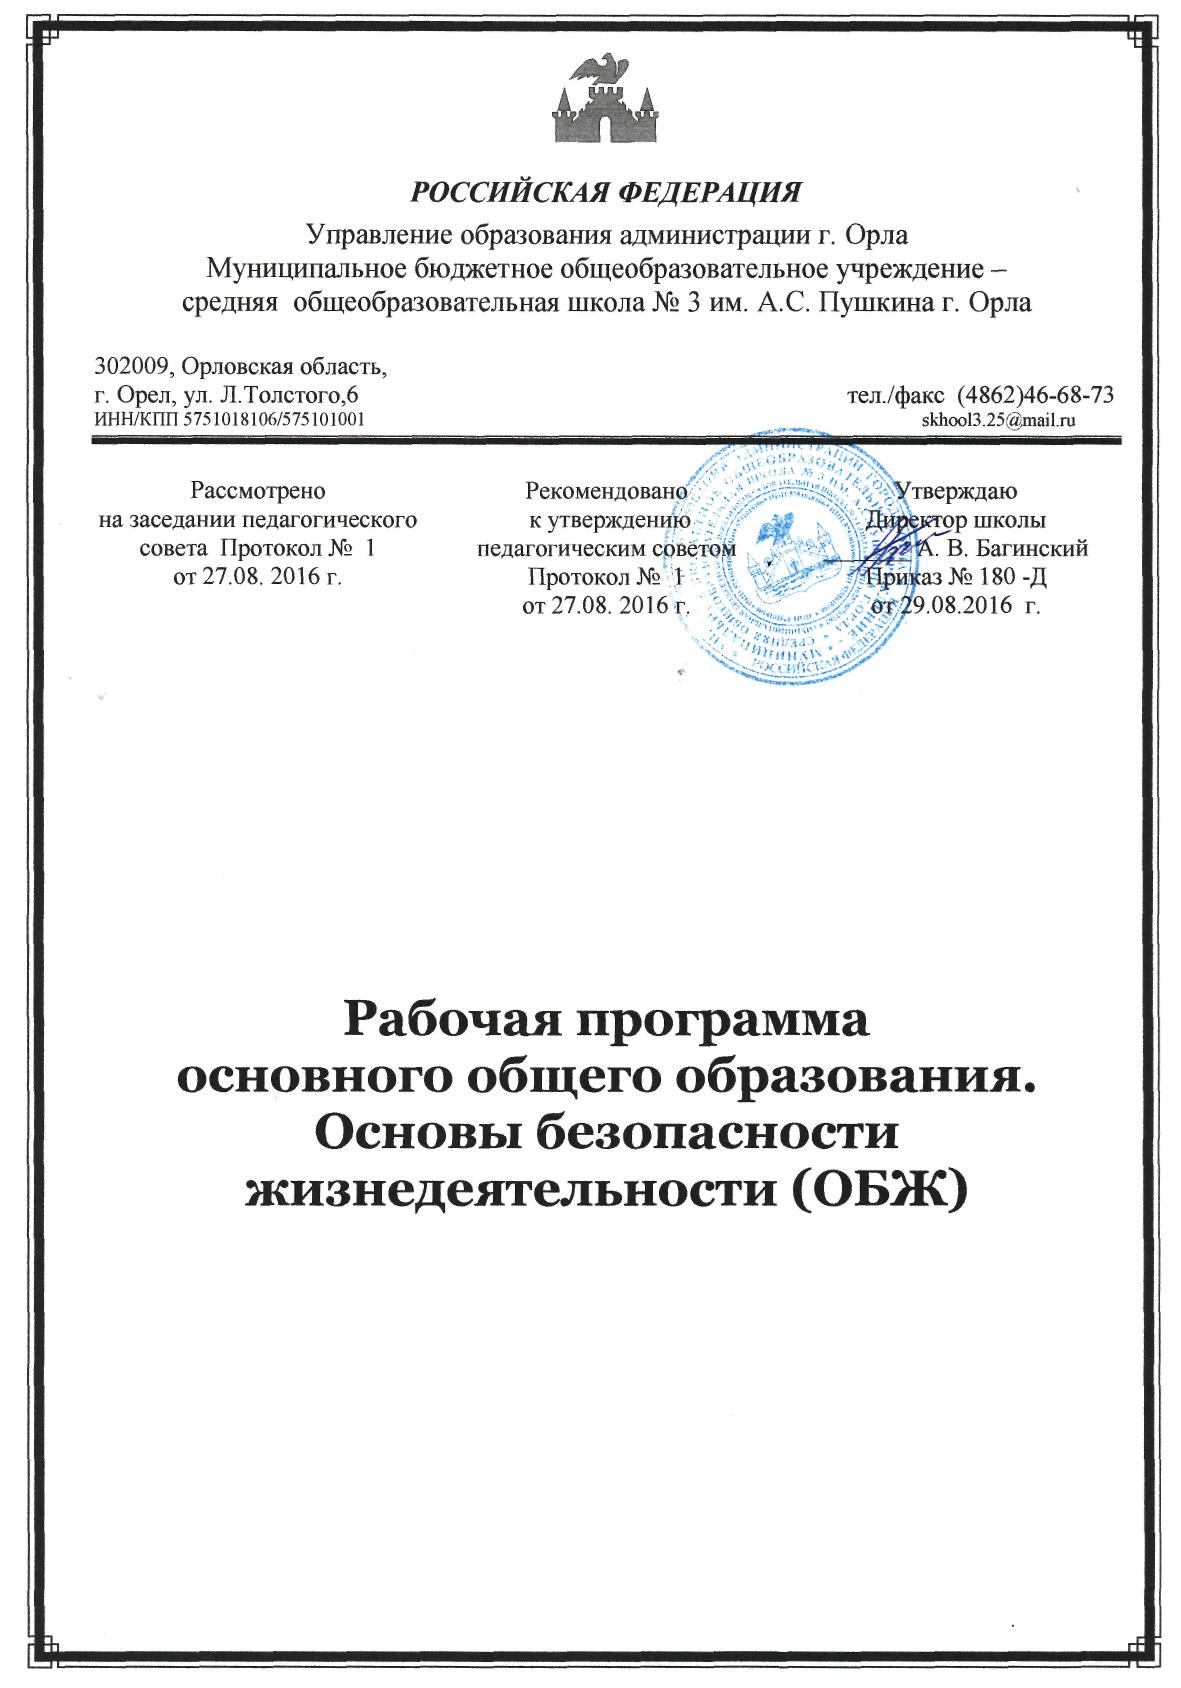 РОССИЙСКАЯ ФЕДЕРАЦИЯ
Управление образования администрации г. Орла
Муниципальное бюджетное общеобразовательное учреждение –
средняя общеобразовательная школа № 3 им. А.С. Пушкина г. Орла
302009, Орловская область,
г. Орел, ул. Л.Толстого,6
ИНН/КПП 5751018106/575101001
тел./факс (4862)46-68-73
skhool3.25@mail.ru
Рассмотрено
на заседании педагогического
совета Протокол № 1
от 27.08. 2016 г.
Рекомендовано
к утверждению
педагогическим советом
Протокол № 1
от 27.08. 2016 г.
Утверждаю
Директор школы
А. В. Багинский
Приказ № 180 -Д
от 29.08.2016 г.
Рабочая программа
основного общего образования.
Основы безопасности
жизнедеятельности (ОБЖ)